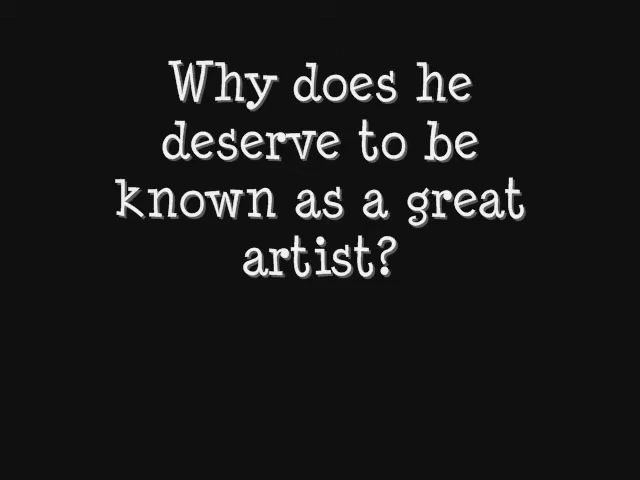 Why does he
deserve to be
known as a great
artist?